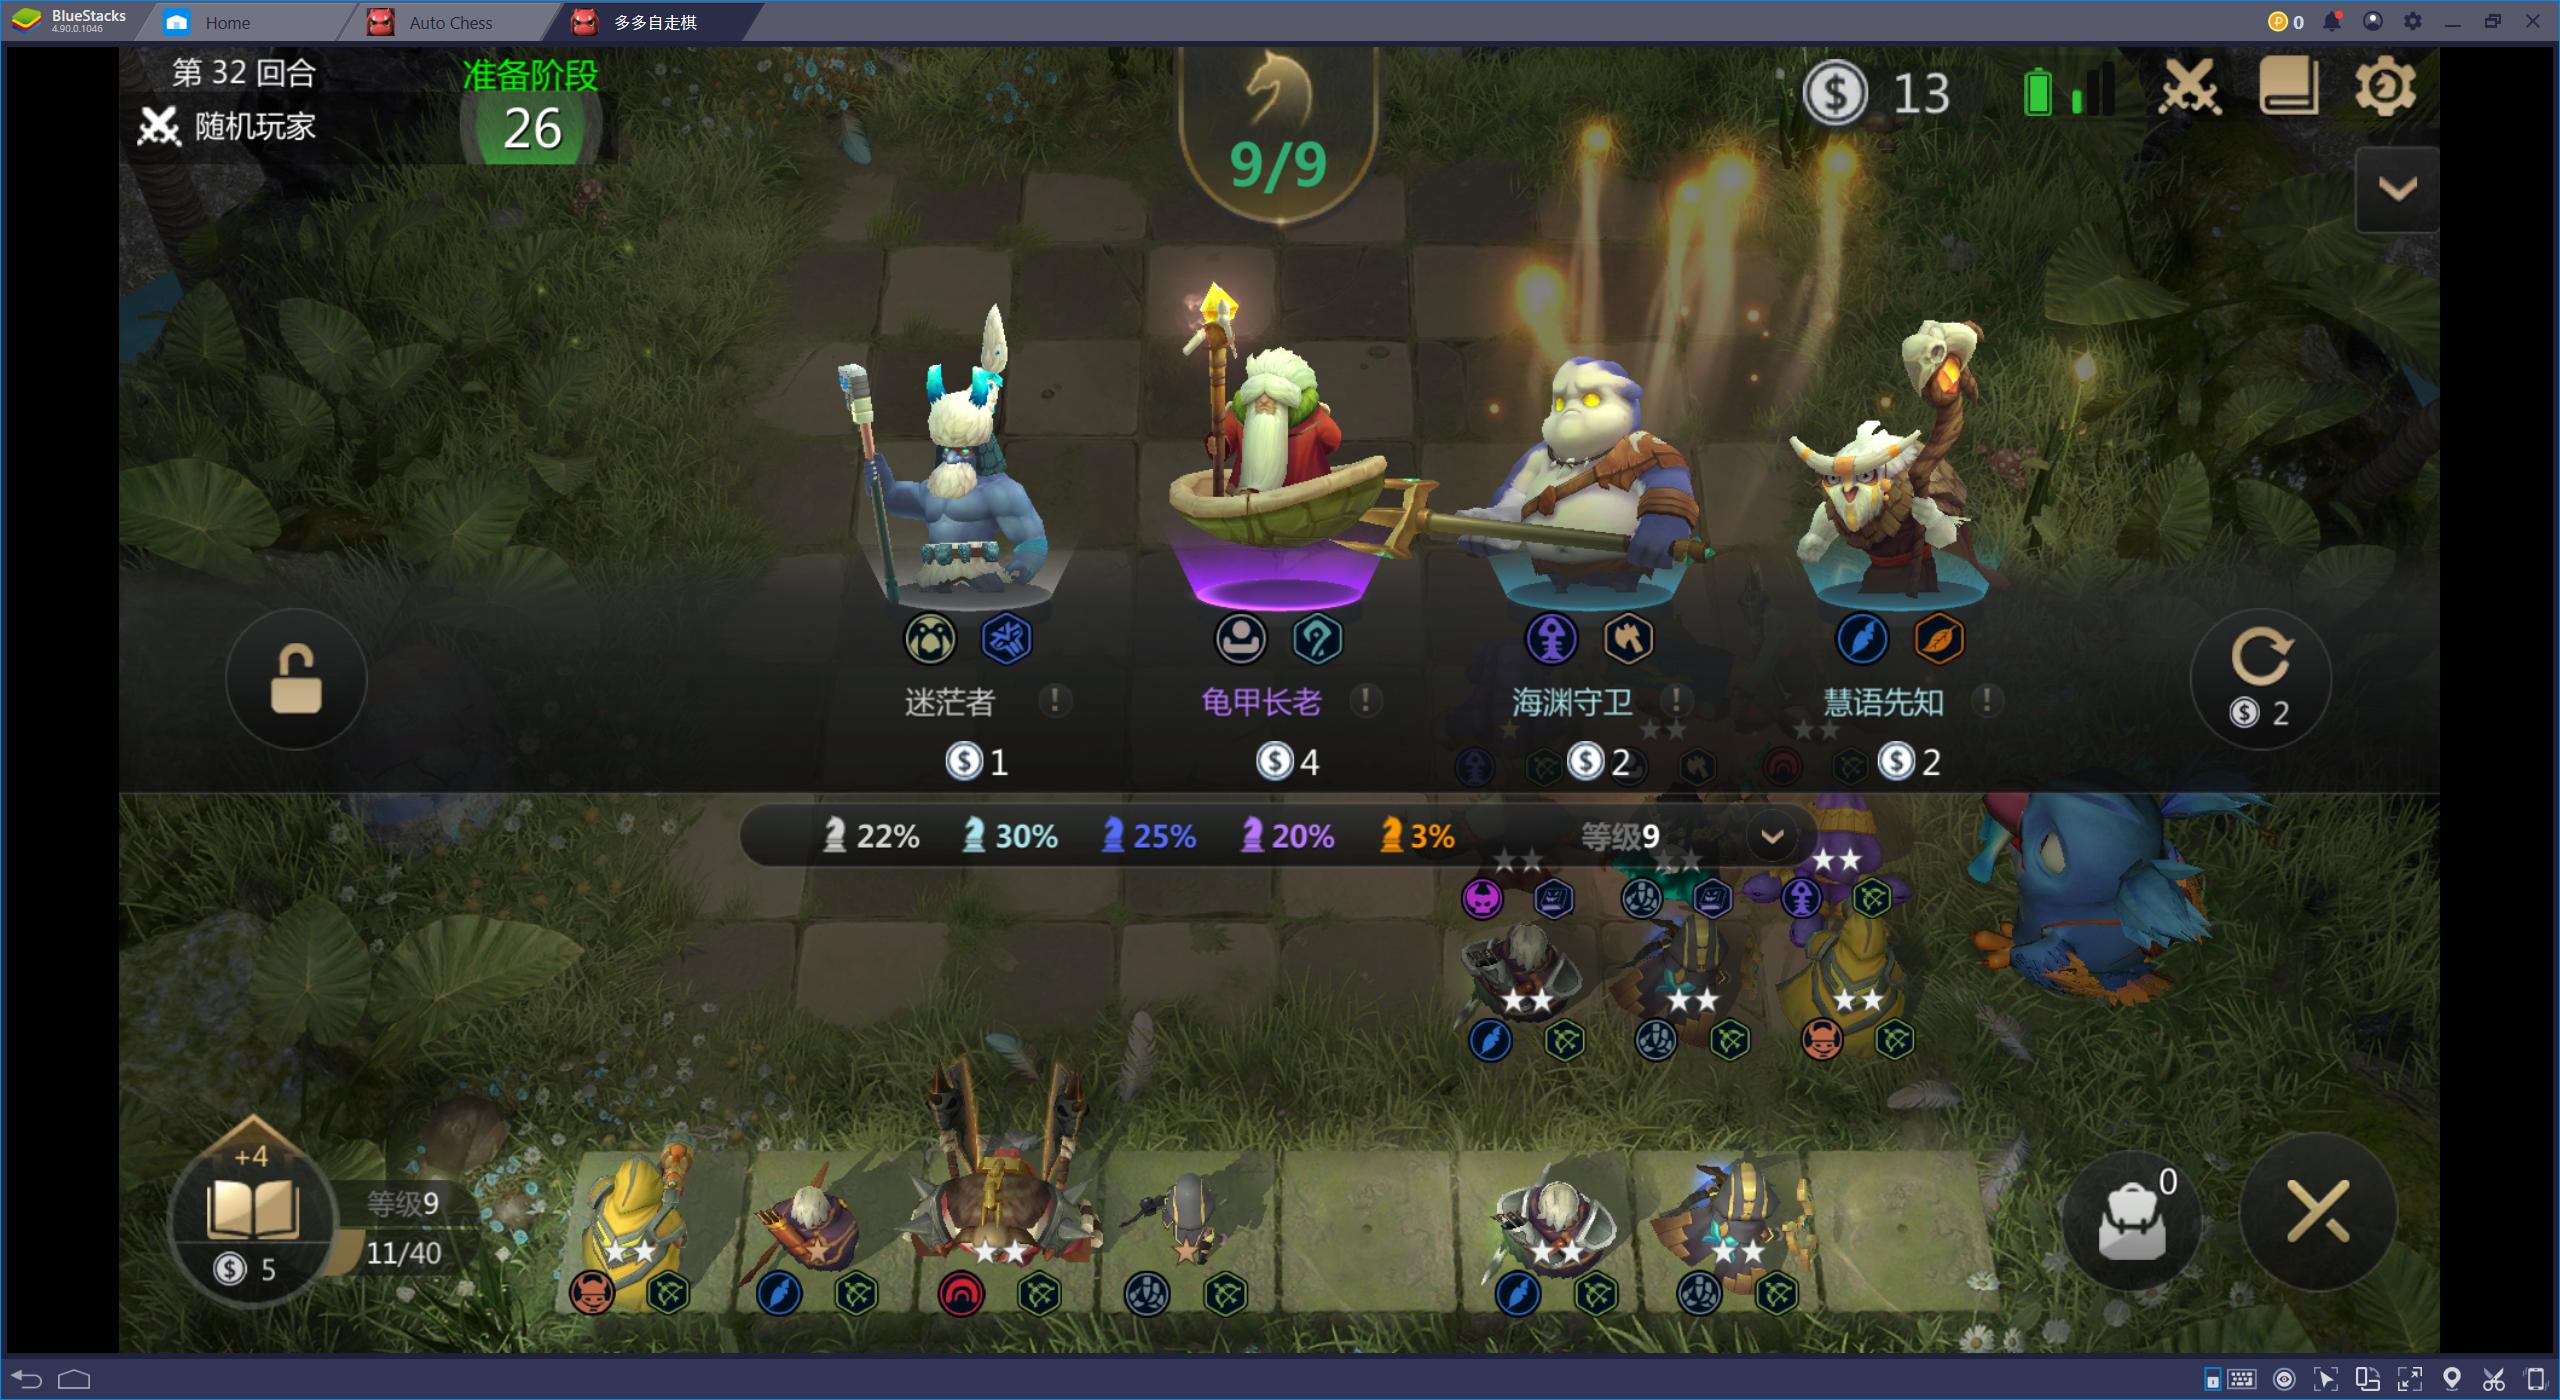 BlueStacks
4.90.0.1046
Home
Auto Chess
多多自走棋
0
第 32 回合
随机玩家
准备阶段
26
9/9
13
迷茫者 !
龟甲长老 !
海渊守卫 !
慧语先知 !
1
4
2
2
2
22% 30% 25% 20% 3% 等级9
+4
5
等级9
11/40
0